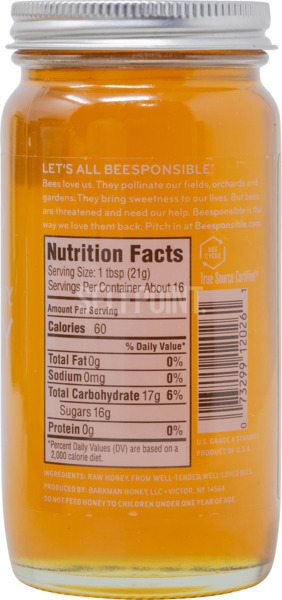 LET'S ALL BEESPONSIBLE.™
Bees love us. They pollinate our fields, orchards and
gardens. They bring sweetness to our lives. But bees
are threatened and need our help. Beesponsible is the
way we love them back. Pitch in at Beesponsible.com.
Nutrition Facts
Serving Size: 1 tbsp (21g)
Servings Per Container About 16
Amount Per Serving
Calories 60
% Daily Value*
Total Fat 0g 0%
Sodium 0mg 0%
Total Carbohydrate 17g 6%
Sugars 16g
Protein 0g 0%
*Percent Daily Values (DV) are based on a
2,000 calorie diet.
True Source Certified®
0 73299 12026
U.S. GRADE A
PRODUCT OF U.S.A.
INGREDIENTS: RAW HONEY, FROM WELL-TENDED, WELL-LOVED BEES.
PRODUCED BY: BARKMAN HONEY, LLC • VICTOR, NY 14564
DO NOT FEED HONEY TO CHILDREN UNDER ONE YEAR OF AGE.